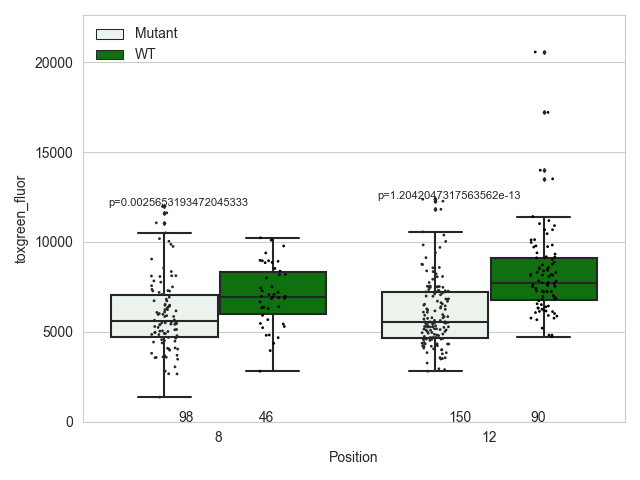 Mutant
WT
20000
15000
10000
5000
0
toxgreen_fluor
p=0.0025653193472045333
p=1.2042047317563562e-13
98
46
150
90
8
12
Position